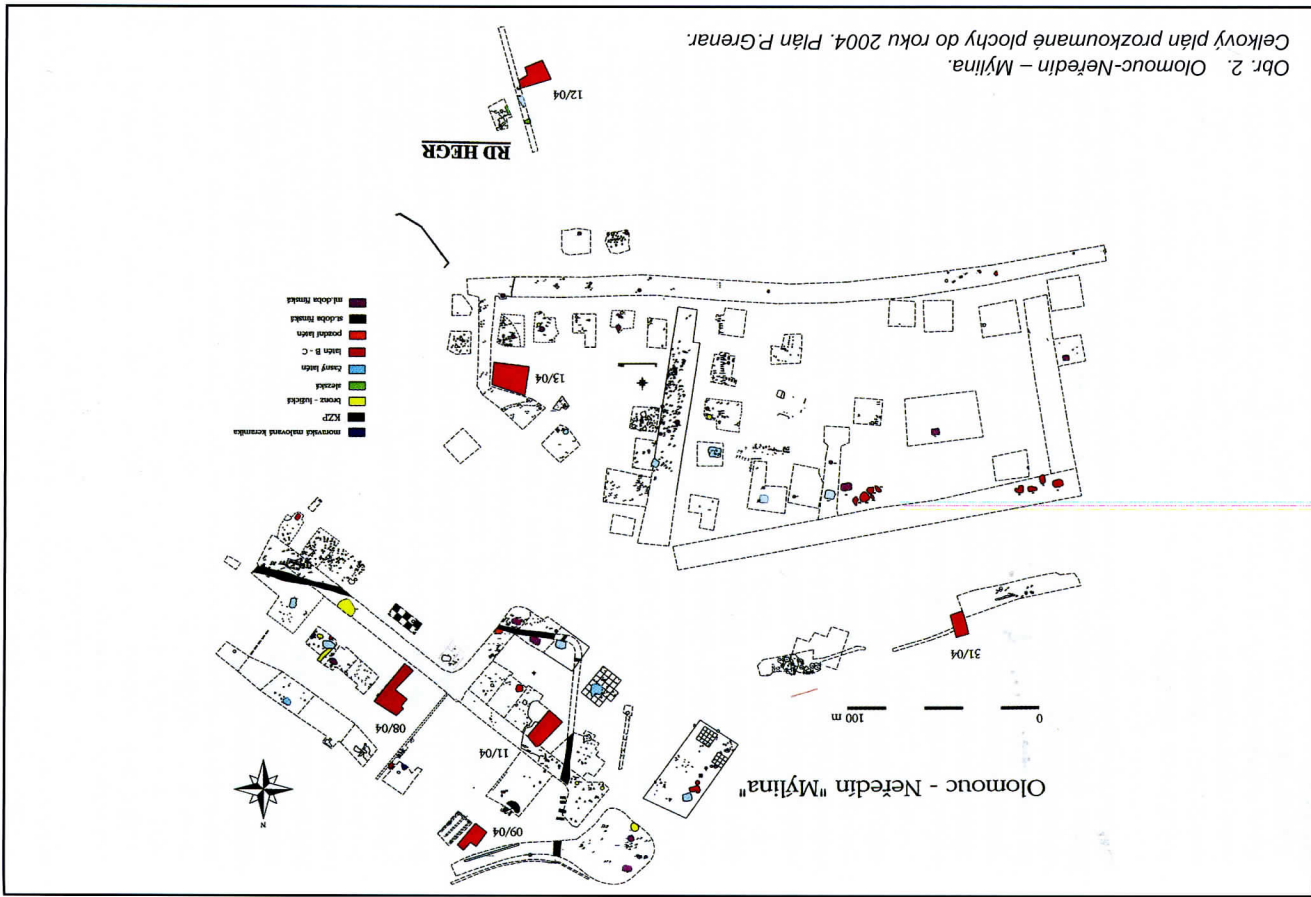 09/04
Olomouc - Neředín "Mýlina"
N
11/04
08/04
0 100 m
31/04
moravská malovaná keramika
KZP
bronz - lužická
slezská
časný latén
latén B - C
pozdní latén
st.doba římská
ml.doba římská
13/04
RD HEGR
12/04
Obr. 2. Olomouc-Neředín – Mýlina.
Celkový plán prozkoumané plochy do roku 2004. Plán P.Grenar.